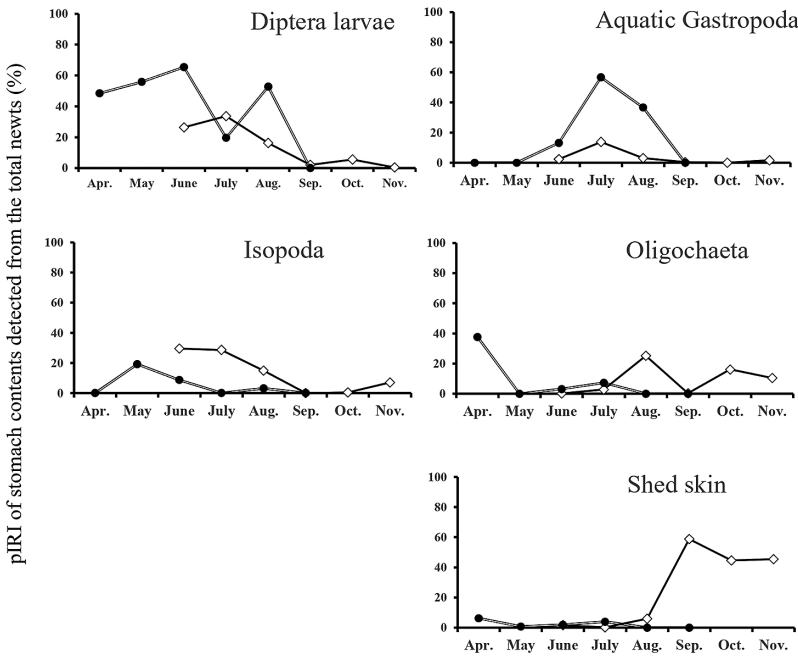 pIRI of stomach contents detected from the total newts (%)
Diptera larvae
100
80
60
40
20
0
Apr. May June July Aug. Sep. Oct. Nov.
Aquatic Gastropoda
100
80
60
40
20
0
Apr. May June July Aug. Sep. Oct. Nov.
Isopoda
100
80
60
40
20
0
Apr. May June July Aug. Sep. Oct. Nov.
Oligochaeta
100
80
60
40
20
0
Apr. May June July Aug. Sep. Oct. Nov.
Shed skin
100
80
60
40
20
0
Apr. May June July Aug. Sep. Oct. Nov.